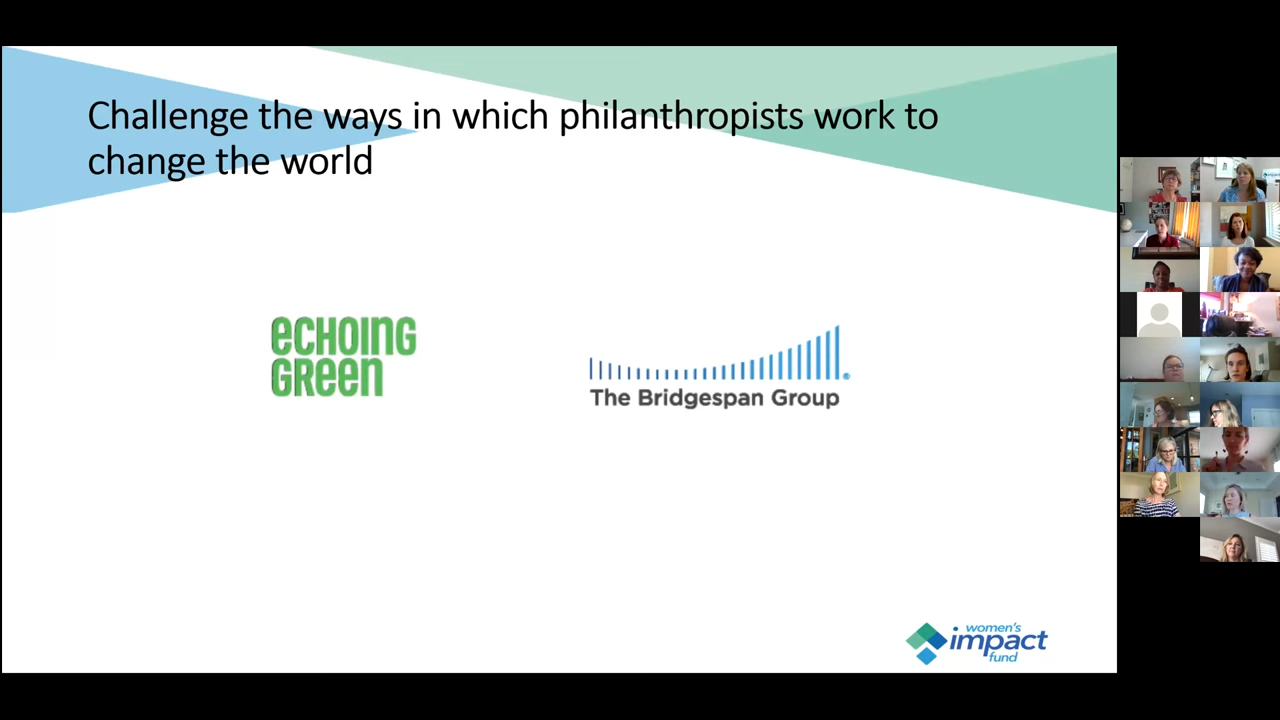 Challenge the ways in which philanthropists work to
change the world
echoing
green
The Bridgespan Group
women's
impact
fund